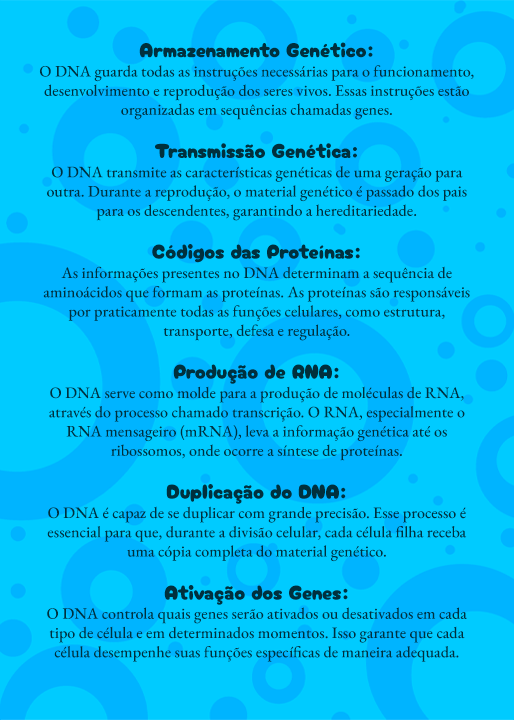 Armazenamento Genético:
O DNA guarda todas as instruções necessárias para o funcionamento,
desenvolvimento e reprodução dos seres vivos. Essas instruções estão
organizadas em sequências chamadas genes.
Transmissão Genética:
O DNA transmite as características genéticas de uma geração para
outra. Durante a reprodução, o material genético é passado dos pais
para os descendentes, garantindo a hereditariedade.
Códigos das Proteínas:
As informações presentes no DNA determinam a sequência de
aminoácidos que formam as proteínas. As proteínas são responsáveis
por praticamente todas as funções celulares, como estrutura,
transporte, defesa e regulação.
Produção de RNA:
O DNA serve como molde para a produção de moléculas de RNA,
através do processo chamado transcrição. O RNA, especialmente o
RNA mensageiro (mRNA), leva a informação genética até os
ribossomos, onde ocorre a síntese de proteínas.
Duplicação do DNA:
O DNA é capaz de se duplicar com grande precisão. Esse processo é
essencial para que, durante a divisão celular, cada célula filha receba
uma cópia completa do material genético.
Ativação dos Genes:
O DNA controla quais genes serão ativados ou desativados em cada
tipo de célula e em determinados momentos. Isso garante que cada
célula desempenhe suas funções específicas de maneira adequada.